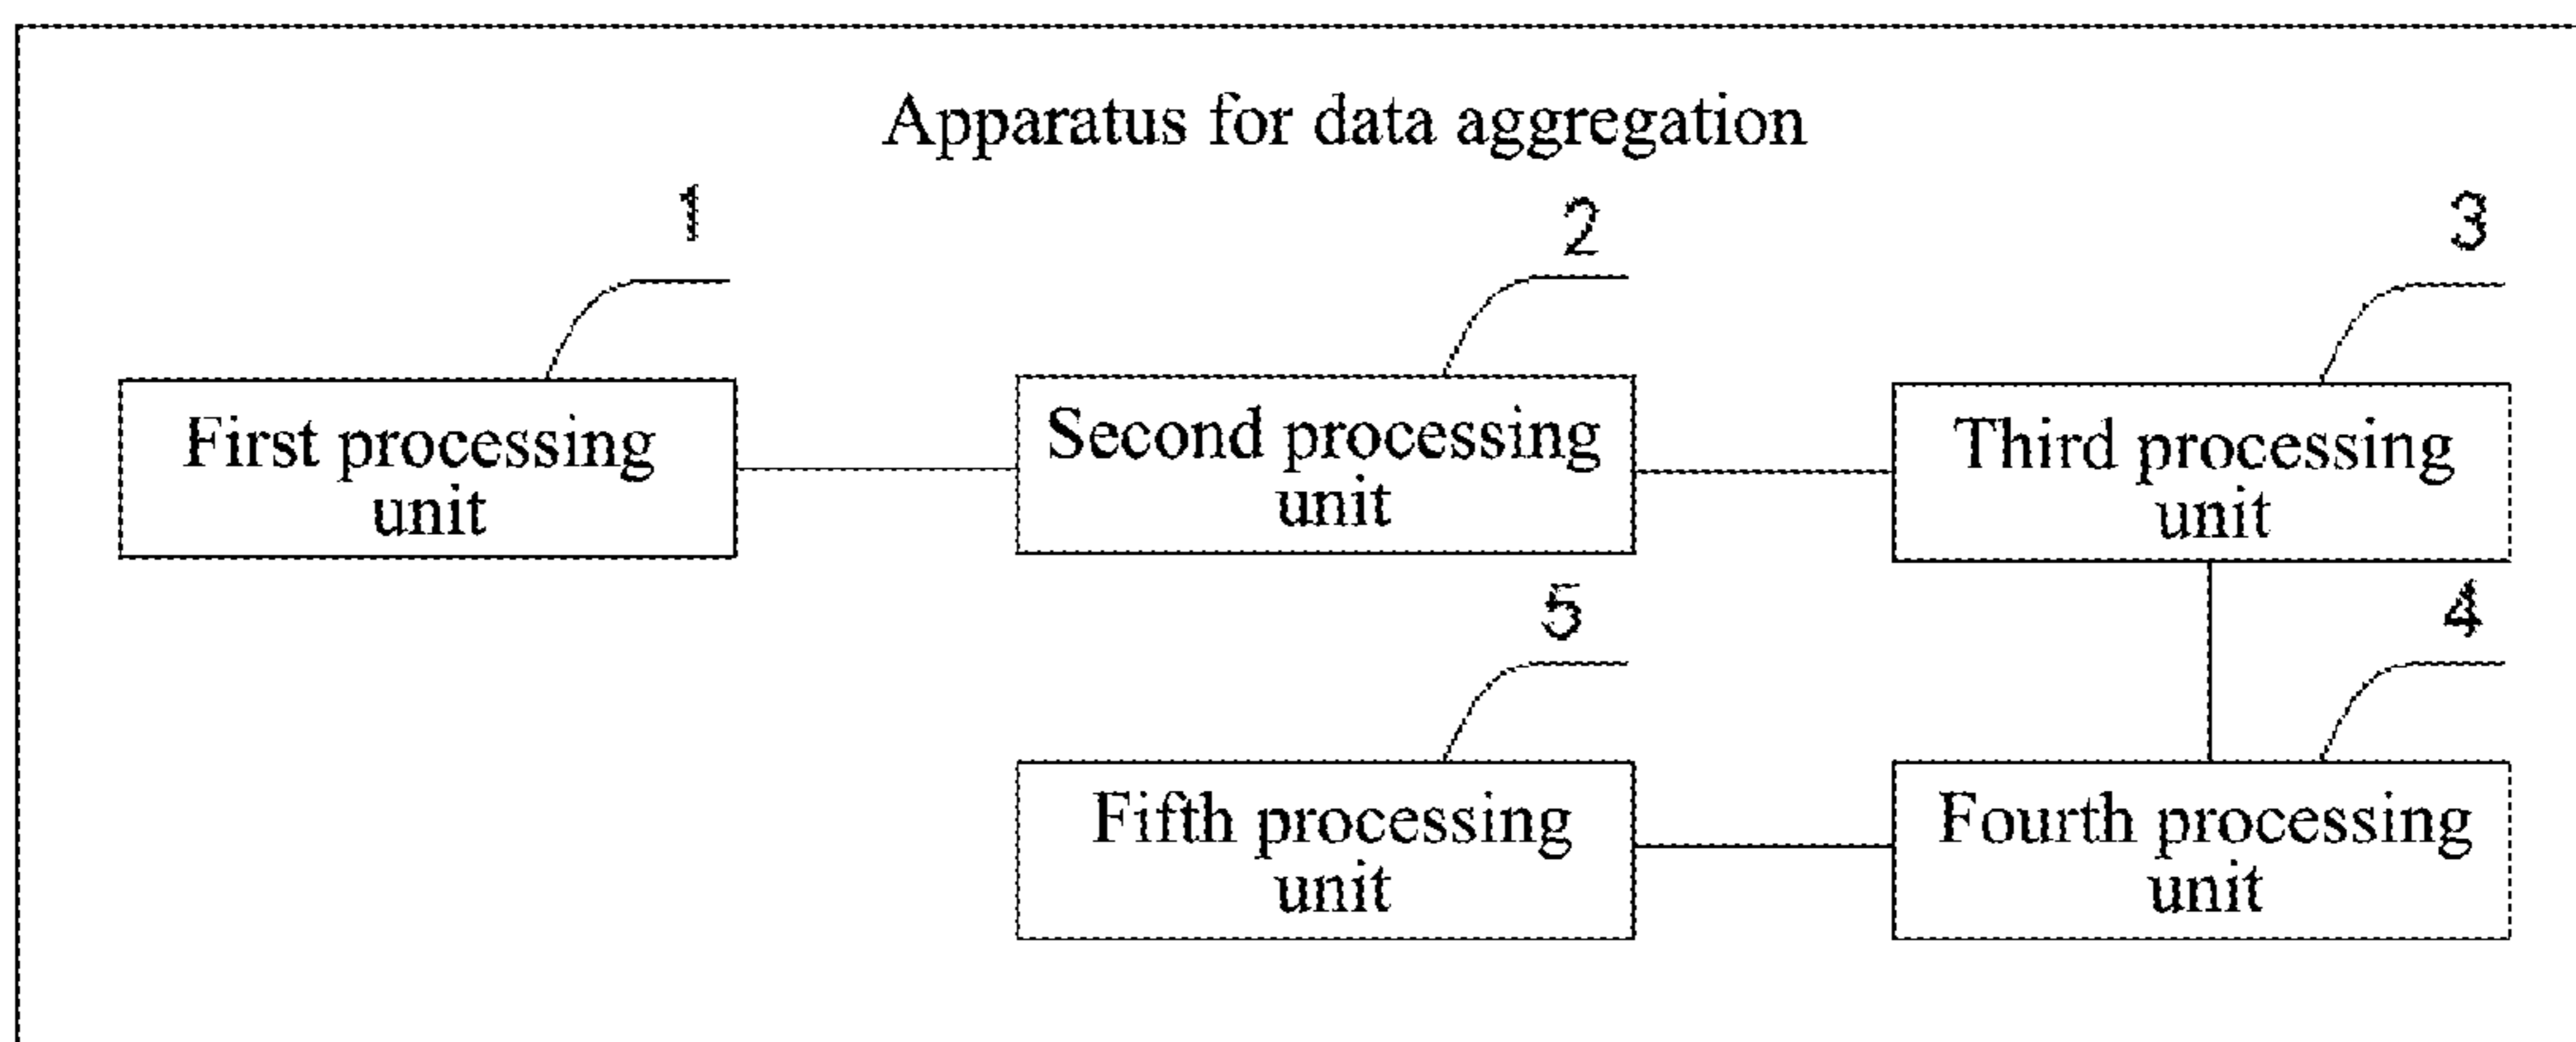 Apparatus for data aggregation
1
2
3
First processing
unit
Second processing
unit
Third processing
unit
5
4
Fifth processing
unit
Fourth processing
unit